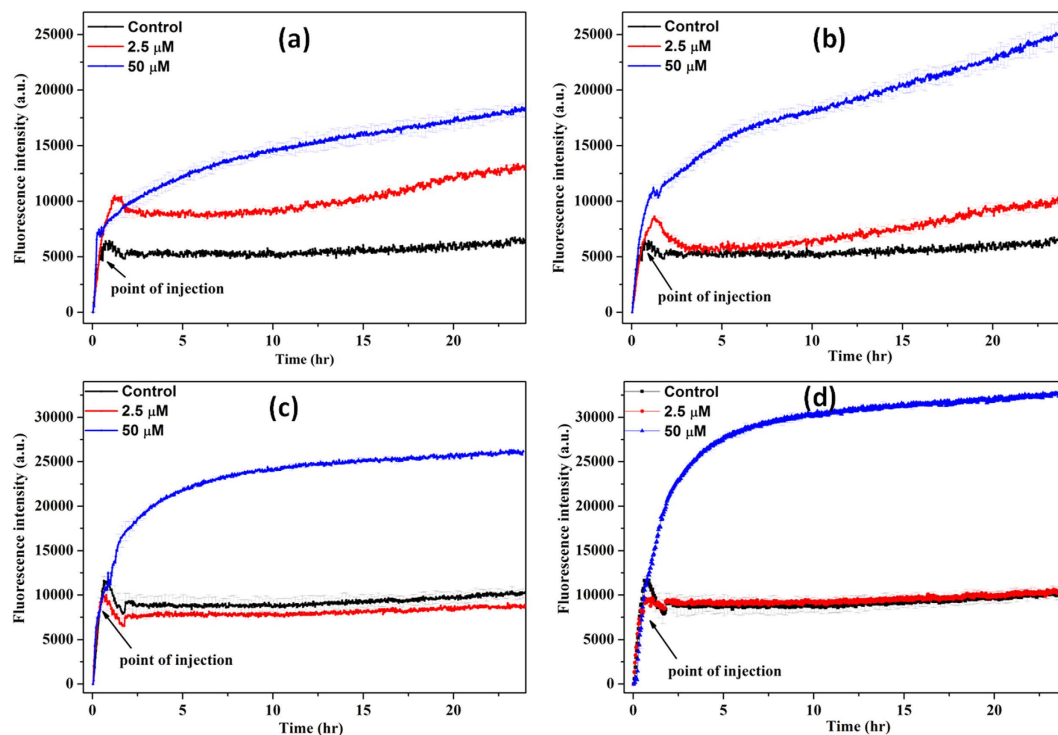 Control
2.5 μM
50 μM
(a)
Fluorescence intensity (a.u.)
25000
20000
15000
10000
5000
0
point of injection
0 5 10 15 20
Time (hr)
Control
2.5 μM
50 μM
(b)
Fluorescence intensity (a.u.)
25000
20000
15000
10000
5000
0
point of injection
0 5 10 15 20
Time (hr)
Control
2.5 μM
50 μM
(c)
Fluorescence intensity (a.u.)
30000
25000
20000
15000
10000
5000
0
point of injection
0 5 10 15 20
Time (hr)
Control
2.5 μM
50 μM
(d)
Fluorescence intensity (a.u.)
30000
25000
20000
15000
10000
5000
0
point of injection
0 5 10 15 20
Time (hr)